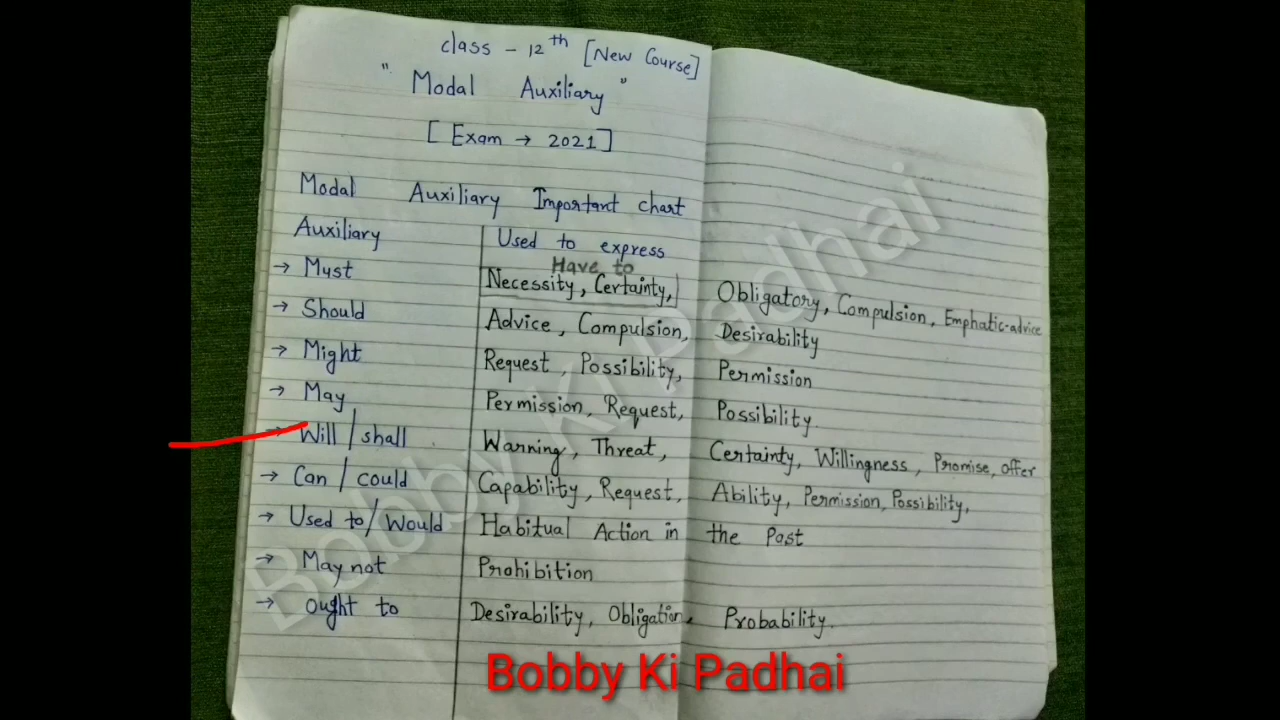 class - 12th [New Course]
" Modal Auxiliary "
[ Exam → 2021 ]
Modal Auxiliary Important chart
Auxiliary Used to express
Have to
→ Must Necessity, Certainty, Obligatory, Compulsion, Emphatic-advice
→ Should Advice, Compulsion, Desirability
→ Might Request, Possibility, Permission
→ May Permission, Request, Possibility.
→ Will / shall Warning, Threat, Certainty, Willingness, Promise, offer
→ Can / could Capability, Request, Ability, Permission, Possibility,
→ Used to / Would Habitual Action in the Past
→ May not Prohibition
→ ought to Desirability, Obligation, Probability.
"Bobby Ki Padhai"
Bobby Ki Padhai